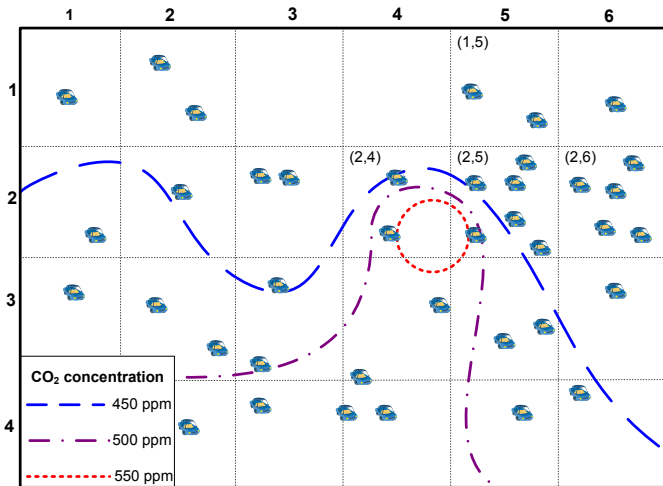 1 2 3 4 5 6
(1,5)
1
(2,4) (2,5) (2,6)
2
3
CO₂ concentration
450 ppm
4
500 ppm
550 ppm